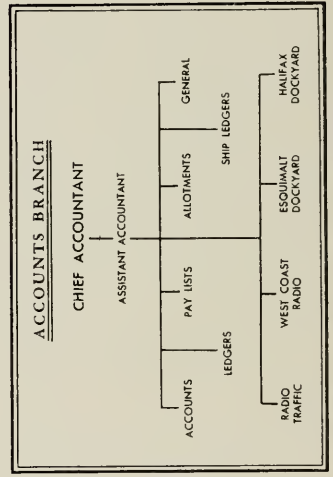 ACCOUNTS BRANCH
CHIEF ACCOUNTANT
ASSISTANT ACCOUNTANT
ACCOUNTS
LEDGERS
PAY LISTS
ALLOTMENTS
SHIP LEDGERS
GENERAL
RADIO
TRAFFIC
WEST COAST
RADIO
ESQUIMALT
DOCKYARD
HALIFAX
DOCKYARD